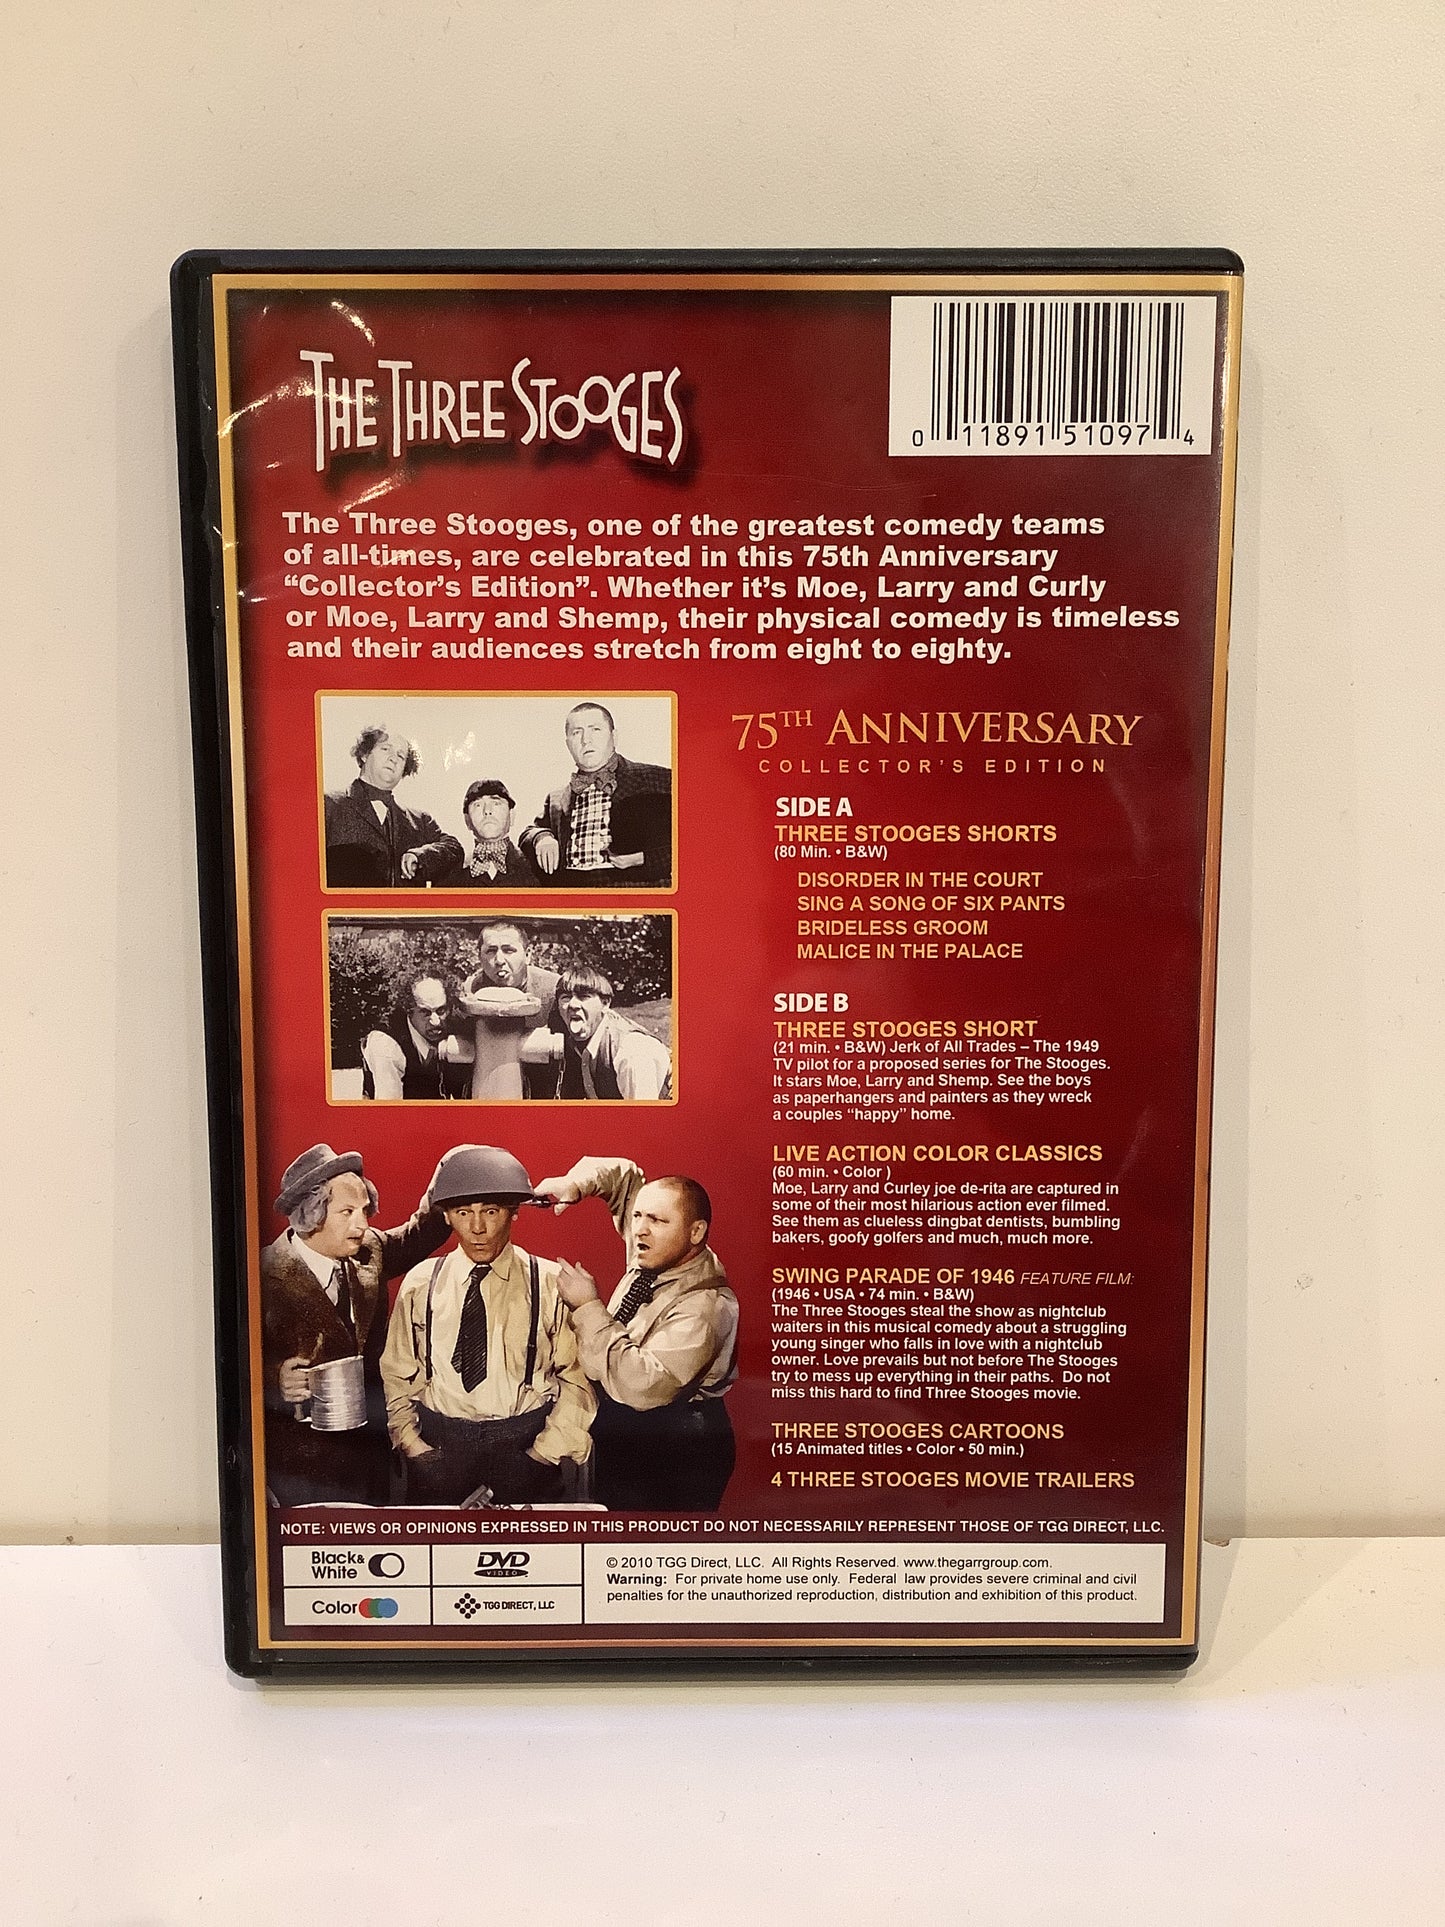 THE THREE STOOGES
0 11891 51097 4
The Three Stooges, one of the greatest comedy teams
of all-times, are celebrated in this 75th Anniversary
“Collector’s Edition”. Whether it’s Moe, Larry and Curly
or Moe, Larry and Shemp, their physical comedy is timeless
and their audiences stretch from eight to eighty.
75TH ANNIVERSARY
COLLECTOR’S EDITION
SIDE A
THREE STOOGES SHORTS
(80 Min. • B&W)
DISORDER IN THE COURT
SING A SONG OF SIX PANTS
BRIDELESS GROOM
MALICE IN THE PALACE
SIDE B
THREE STOOGES SHORT
(21 min. • B&W) Jerk of All Trades – The 1949
TV pilot for a proposed series for The Stooges.
It stars Moe, Larry and Shemp. See the boys
as paperhangers and painters as they wreck
a couples “happy” home.
LIVE ACTION COLOR CLASSICS
(60 min. • Color )
Moe, Larry and Curley joe de-rita are captured in
some of their most hilarious action ever filmed.
See them as clueless dingbat dentists, bumbling
bakers, goofy golfers and much, much more.
SWING PARADE OF 1946 FEATURE FILM:
(1946 • USA • 74 min. • B&W)
The Three Stooges steal the show as nightclub
waiters in this musical comedy about a struggling
young singer who falls in love with a nightclub
owner. Love prevails but not before The Stooges
try to mess up everything in their paths. Do not
miss this hard to find Three Stooges movie.
THREE STOOGES CARTOONS
(15 Animated titles • Color • 50 min.)
4 THREE STOOGES MOVIE TRAILERS
NOTE: VIEWS OR OPINIONS EXPRESSED IN THIS PRODUCT DO NOT NECESSARILY REPRESENT THOSE OF TGG DIRECT, LLC.
Black&
White
DVD
VIDEO
Color
TGG DIRECT, LLC
© 2010 TGG Direct, LLC. All Rights Reserved. www.thegarrgroup.com.
Warning: For private home use only. Federal law provides severe criminal and civil
penalties for the unauthorized reproduction, distribution and exhibition of this product.